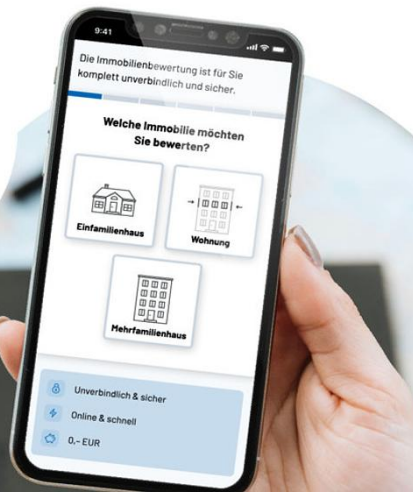 9:41
Die Immobilienbewertung ist für Sie
komplett unverbindlich und sicher.
Welche Immobilie möchten
Sie bewerten?
Einfamilienhaus
Wohnung
Mehrfamilienhaus
Unverbindlich & sicher
Online & schnell
0,- EUR